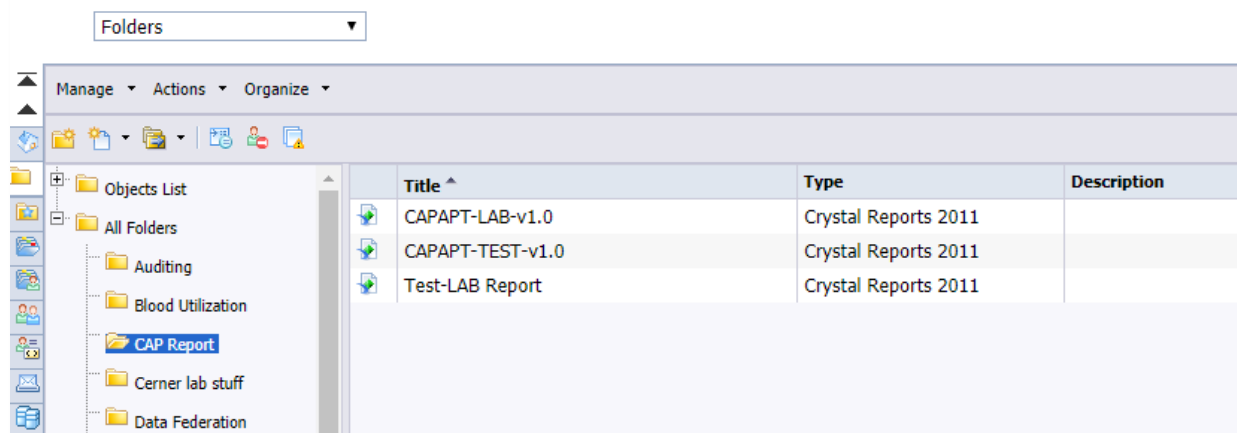 Folders
Manage Actions Organize
Objects List
All Folders
Auditing
Blood Utilization
CAP Report
Cerner lab stuff
Data Federation
Title Type Description
CAPAPT-LAB-v1.0 Crystal Reports 2011
CAPAPT-TEST-v1.0 Crystal Reports 2011
Test-LAB Report Crystal Reports 2011